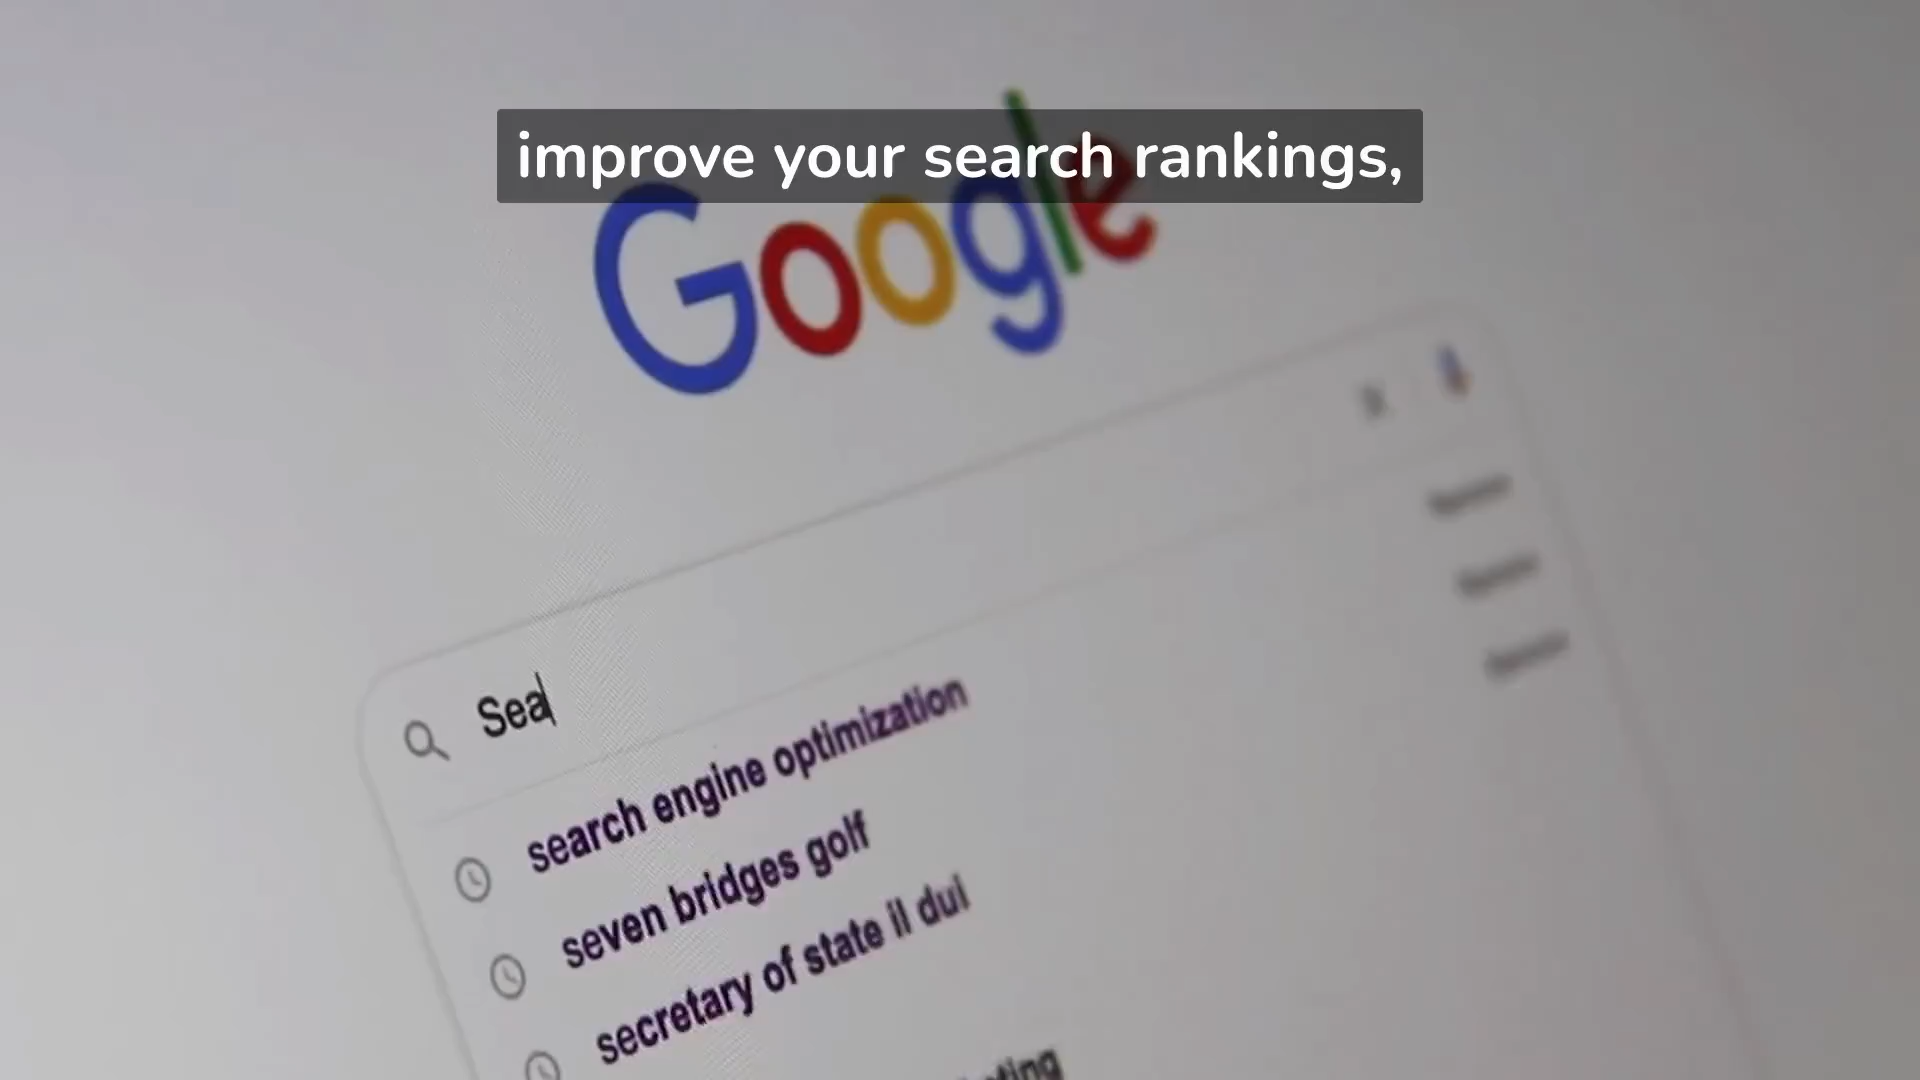 improve your search rankings,
Google
Sea
search engine optimization
seven bridges golf
secretary of state il dui